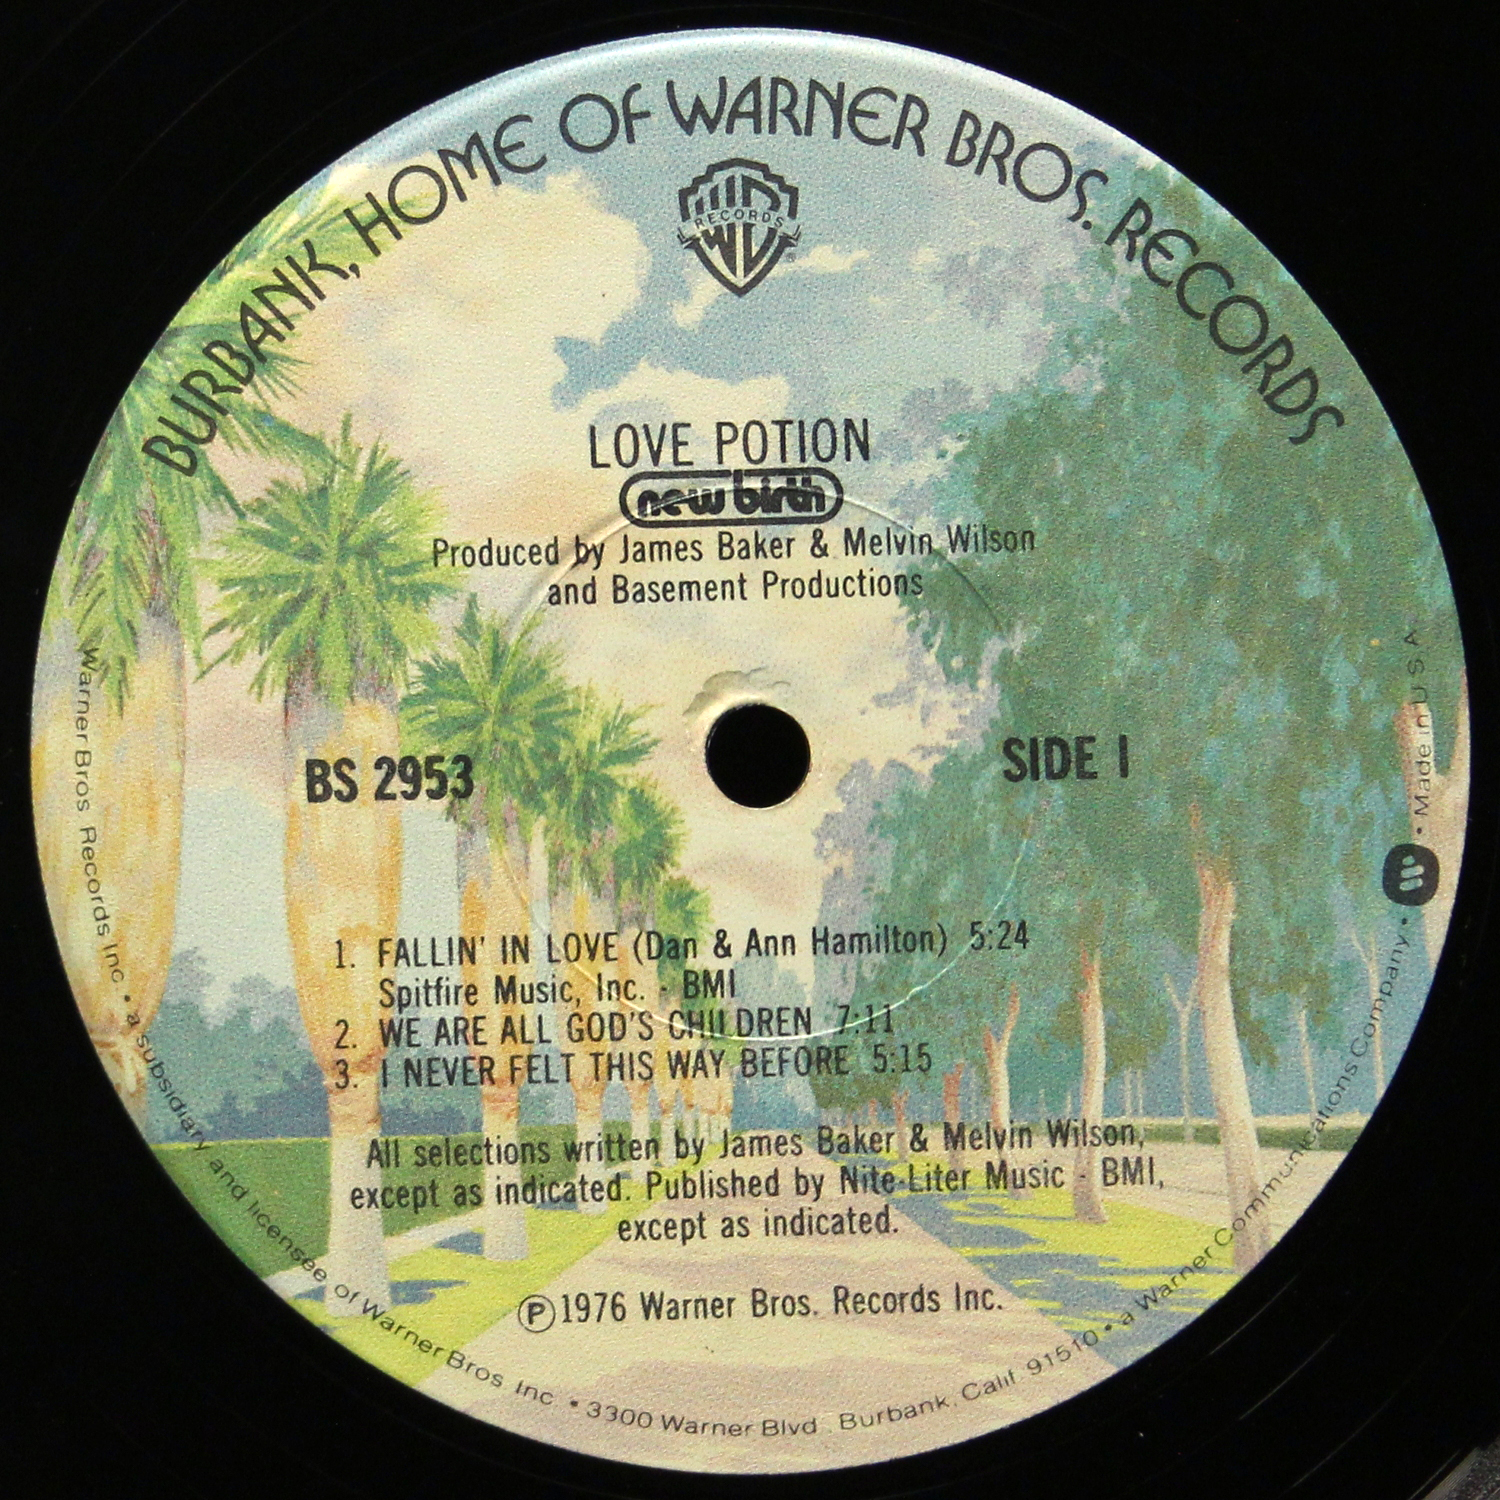 BURBANK, HOME OF WARNER BROS. RECORDS
RECORDS
LOVE POTION
new birth
Produced by James Baker & Melvin Wilson
and Basement Productions
BS 2953
SIDE 1
1. FALLIN' IN LOVE (Dan & Ann Hamilton) 5:24
Spitfire Music, Inc. - BMI
2. WE ARE ALL GOD'S CHILDREN 7:11
3. I NEVER FELT THIS WAY BEFORE 5:15
All selections written by James Baker & Melvin Wilson,
except as indicated. Published by Nite-Liter Music - BMI,
except as indicated.
℗1976 Warner Bros. Records Inc.
Warner Bros. Records Inc. • a subsidiary and licensee of Warner Bros. Inc. • 3300 Warner Blvd., Burbank, Calif. 91510 • a Warner Communications Company • • Made in U.S.A.